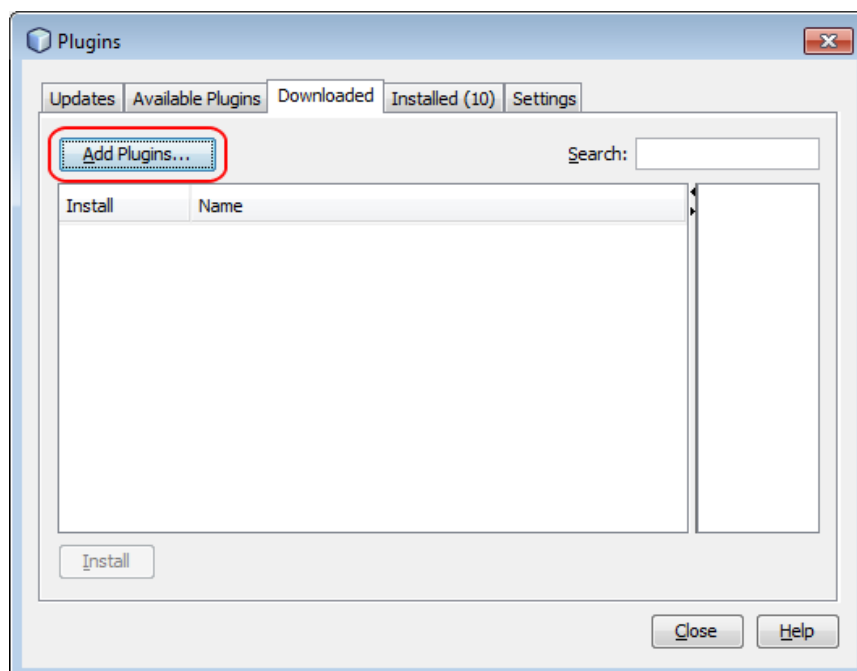 Plugins
Updates Available Plugins Downloaded Installed (10) Settings
Add Plugins... Search:
Install Name
Install
Close Help